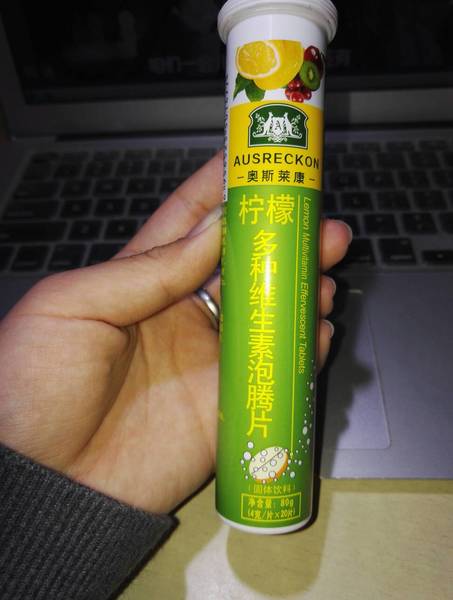 AUSRECKON
奥斯莱康
柠檬
多种维生素泡腾片
Lemon Multivitamin Effervescent Tablets
（固体饮料）
净含量：80g
(4克/片×20片)